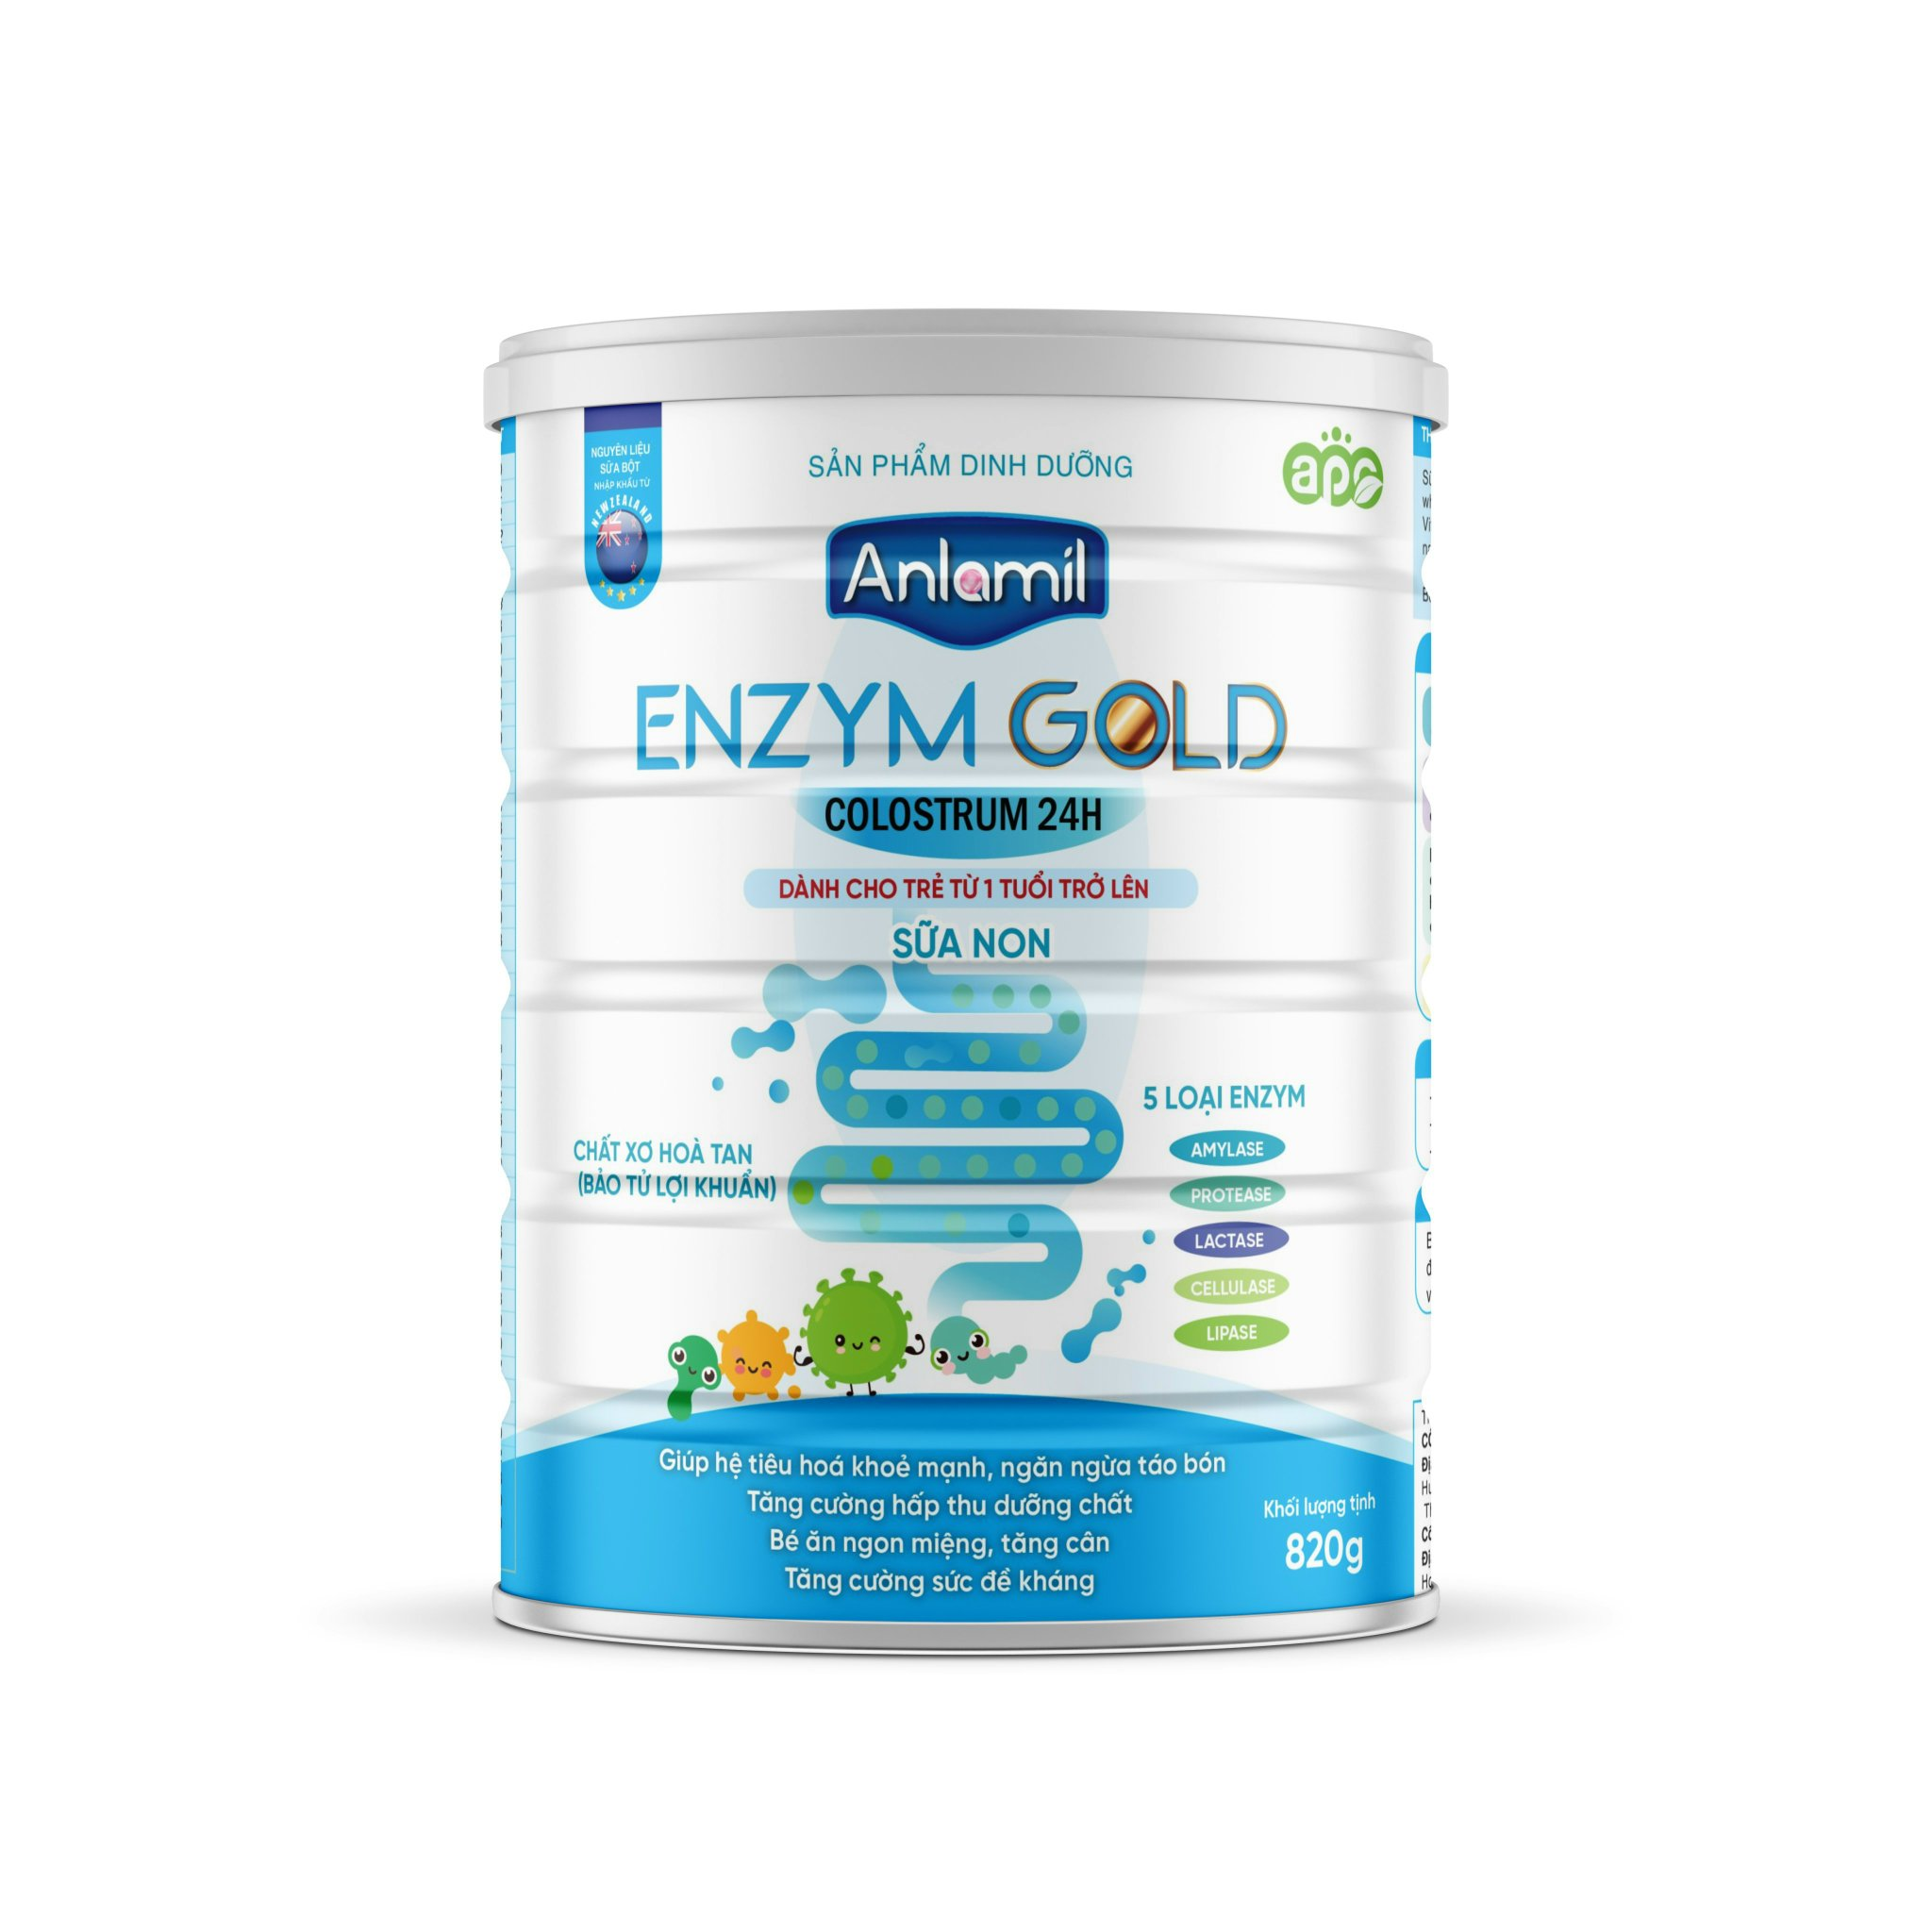 NGUYÊN LIỆU
SỮA BỘT
NHẬP KHẨU TỪ
NEWZEALAND
SẢN PHẨM DINH DƯỠNG
apc
Anlamil
ENZYM GOLD
COLOSTRUM 24H
DÀNH CHO TRẺ TỪ 1 TUỔI TRỞ LÊN
SỮA NON
CHẤT XƠ HOÀ TAN
(BÀO TỬ LỢI KHUẨN)
5 LOẠI ENZYM
AMYLASE
PROTEASE
LACTASE
CELLULASE
LIPASE
Giúp hệ tiêu hoá khoẻ mạnh, ngăn ngừa táo bón
Tăng cường hấp thu dưỡng chất
Bé ăn ngon miệng, tăng cân
Tăng cường sức đề kháng
Khối lượng tịnh
820g